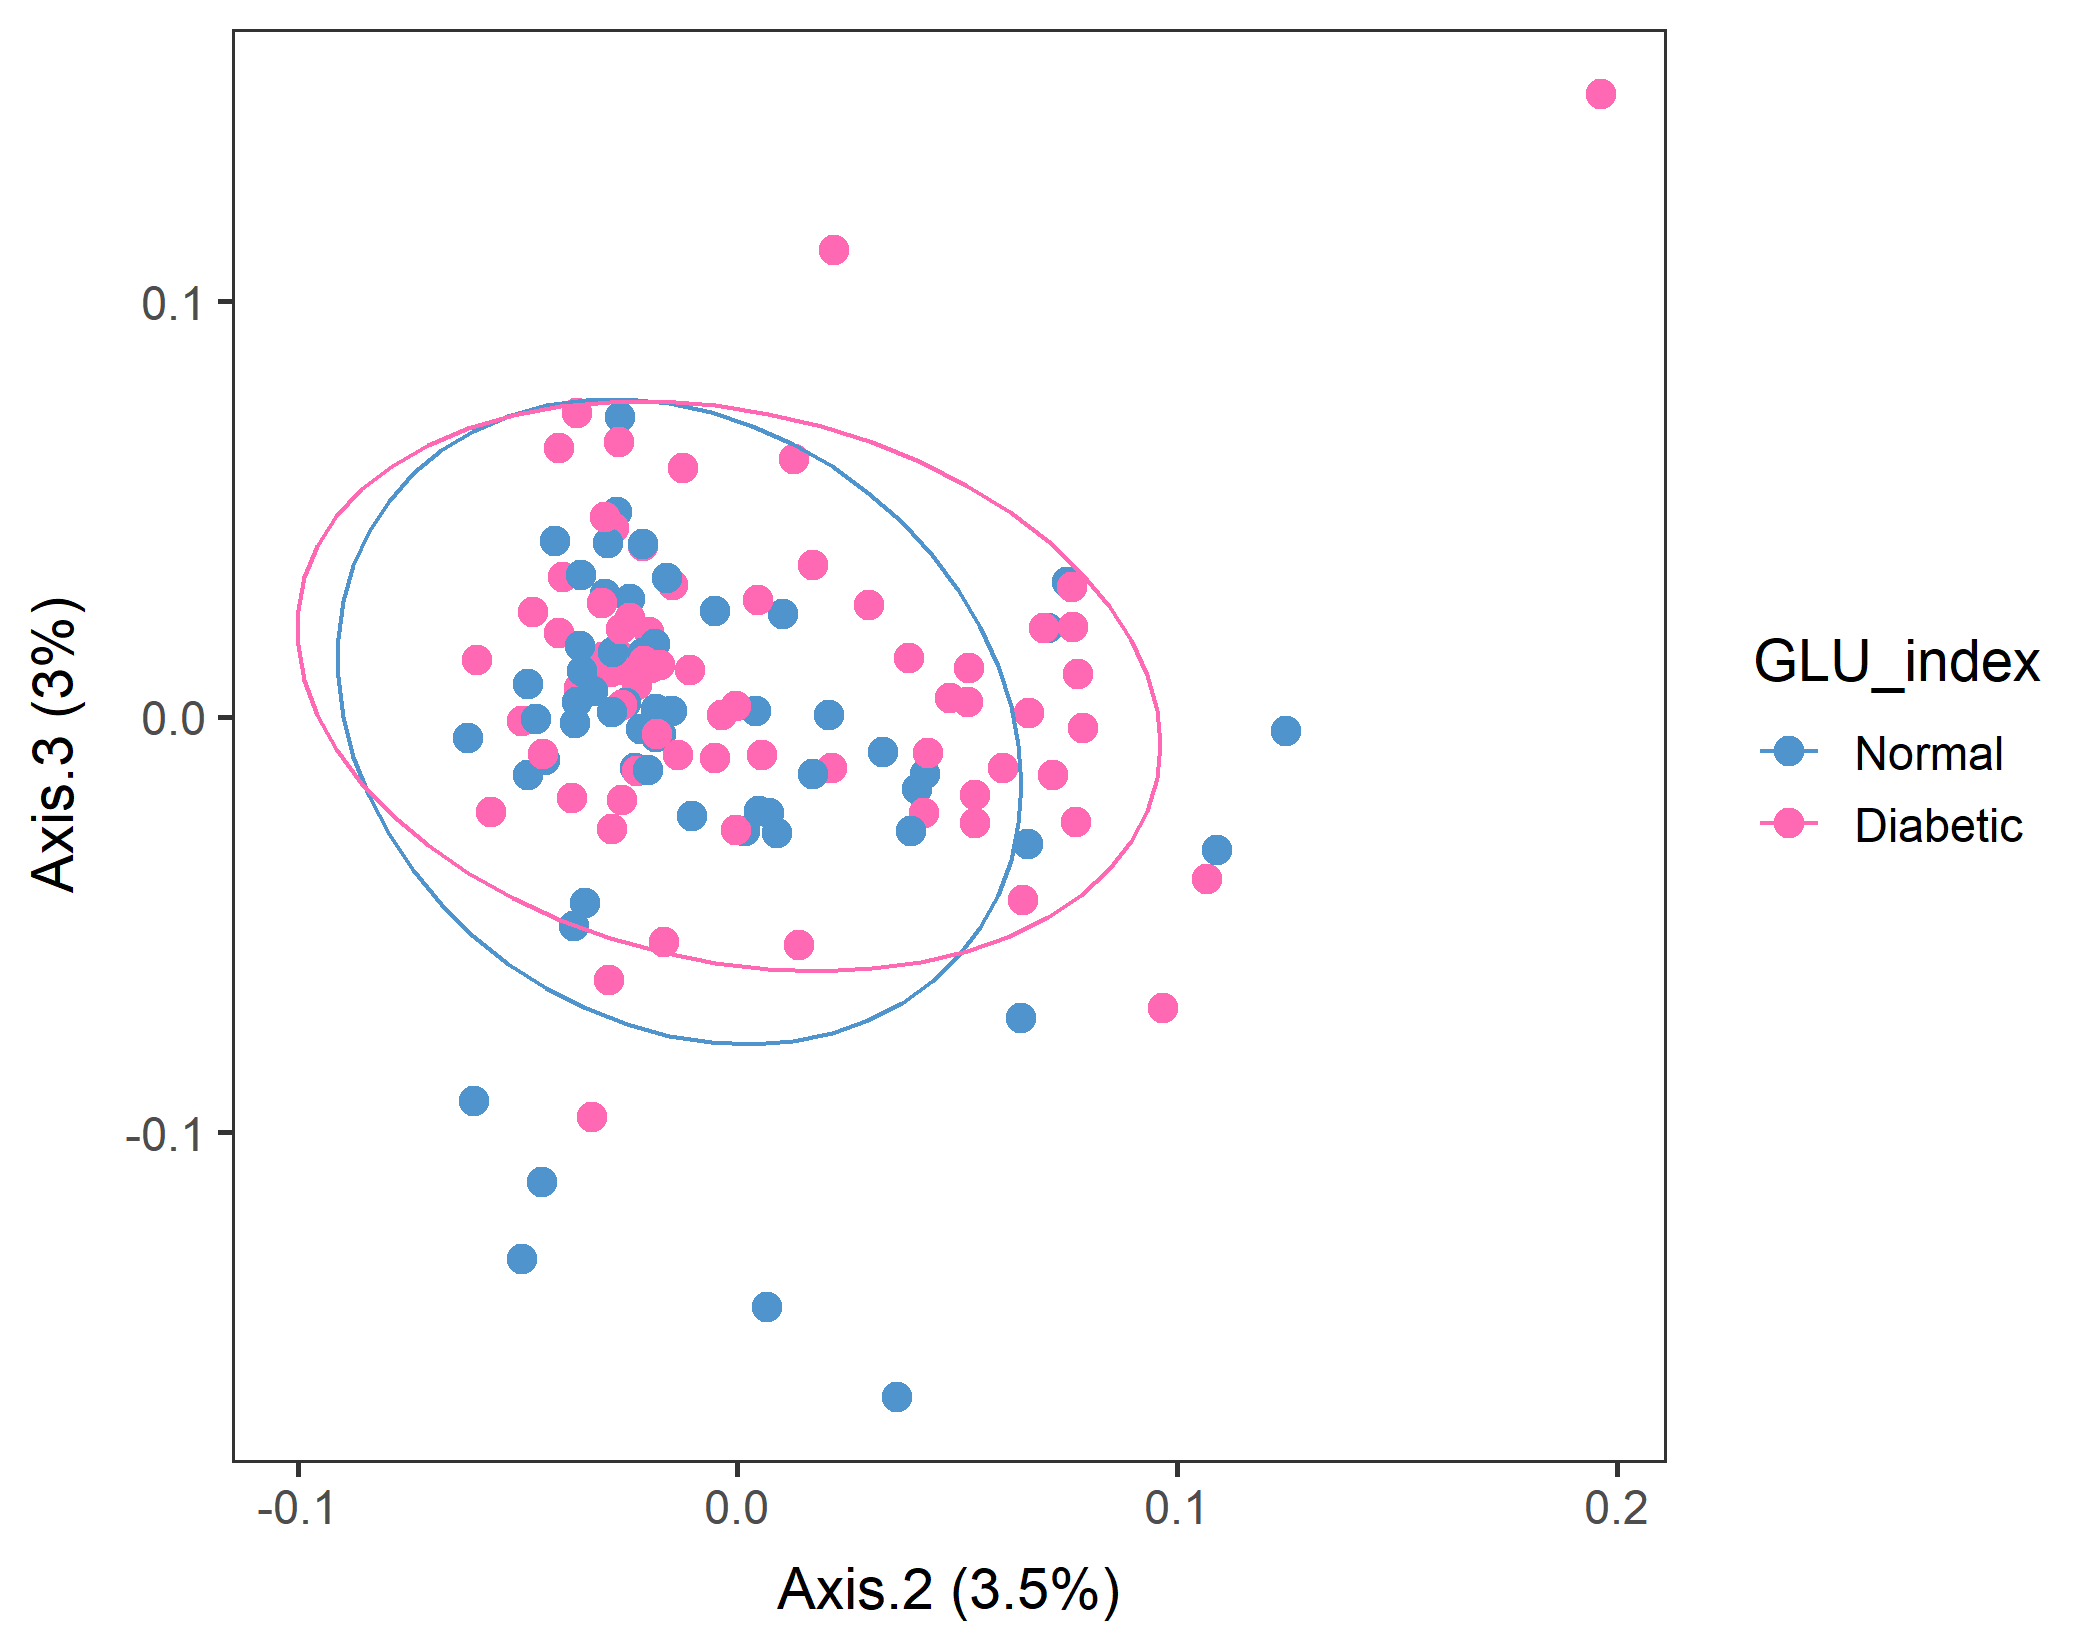 0.1
0.0
-0.1
Axis.3 (3%)
-0.1
0.0
0.1
0.2
Axis.2 (3.5%)
GLU_index
Normal
Diabetic